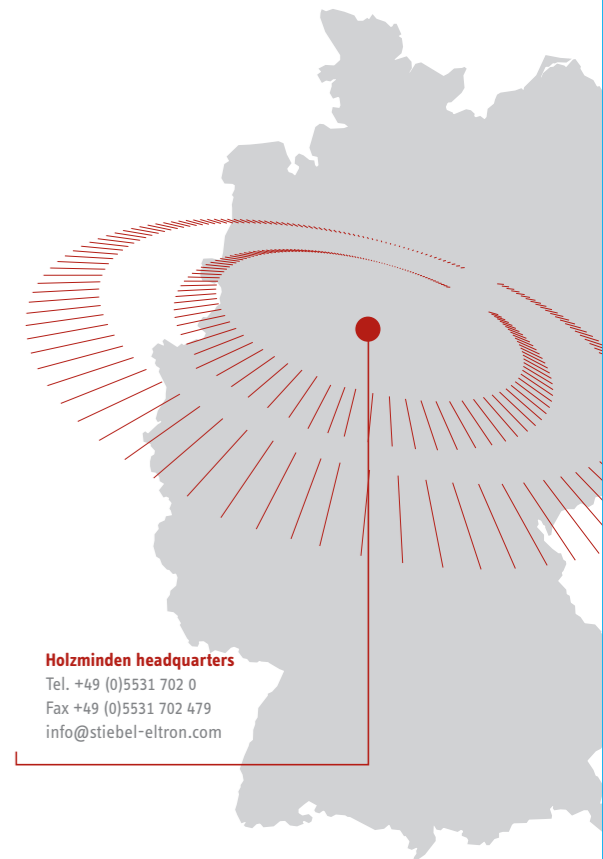 Holzminden headquarters
Tel. +49 (0)5531 702 0
Fax +49 (0)5531 702 479
info@stiebel-eltron.com